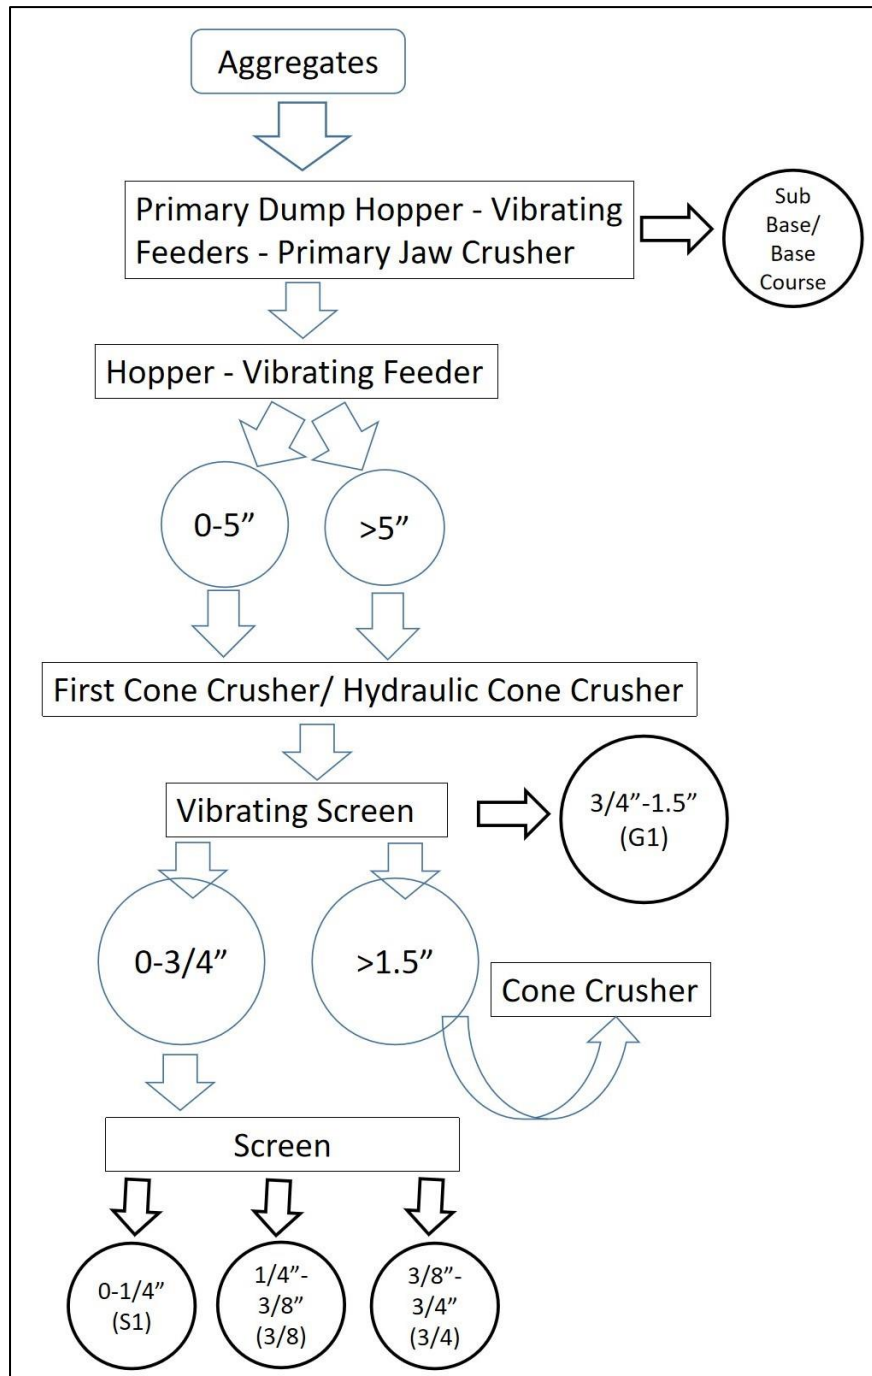 Aggregates
Primary Dump Hopper - Vibrating
Feeders - Primary Jaw Crusher
Sub
Base/
Base
Course
Hopper - Vibrating Feeder
0-5”
>5”
First Cone Crusher/ Hydraulic Cone Crusher
Vibrating Screen
3/4”-1.5”
(G1)
0-3/4”
>1.5”
Cone Crusher
Screen
0-1/4”
(S1)
1/4”-
3/8”
(3/8)
3/8”-
3/4”
(3/4)